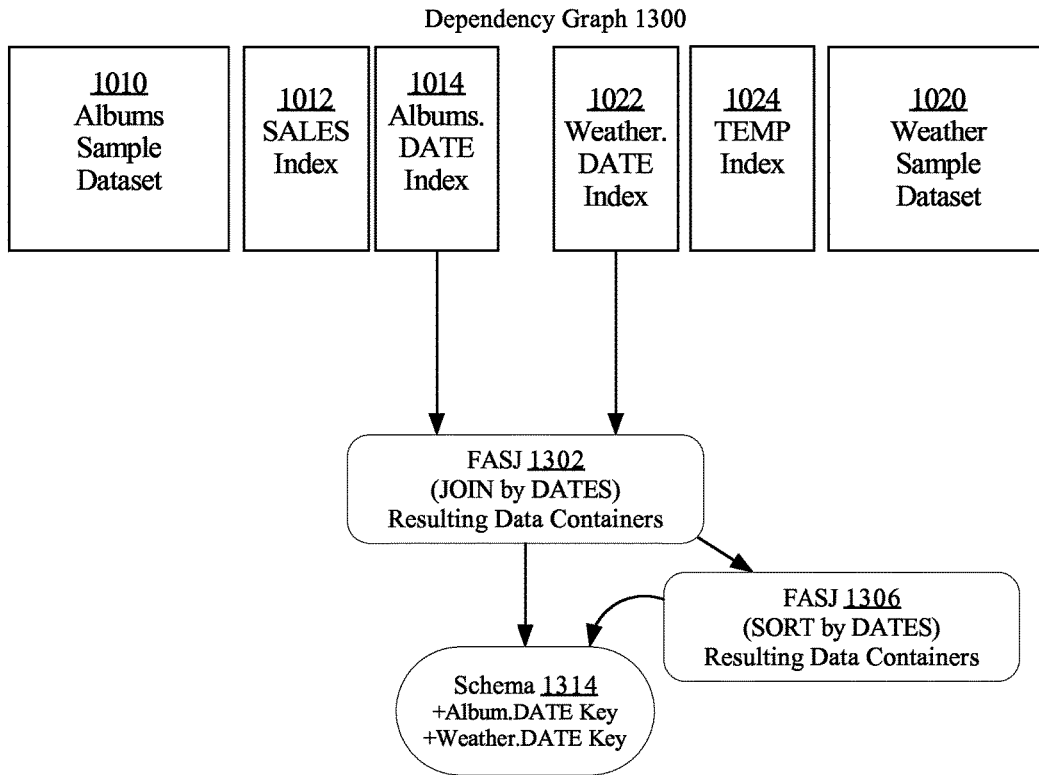 Dependency Graph 1300
1010
Albums
Sample
Dataset
1012
SALES
Index
1014
Albums.
DATE
Index
1022
Weather.
DATE
Index
1024
TEMP
Index
1020
Weather
Sample
Dataset
FASJ 1302
(JOIN by DATES)
Resulting Data Containers
FASJ 1306
(SORT by DATES)
Resulting Data Containers
Schema 1314
+Album.DATE Key
+Weather.DATE Key